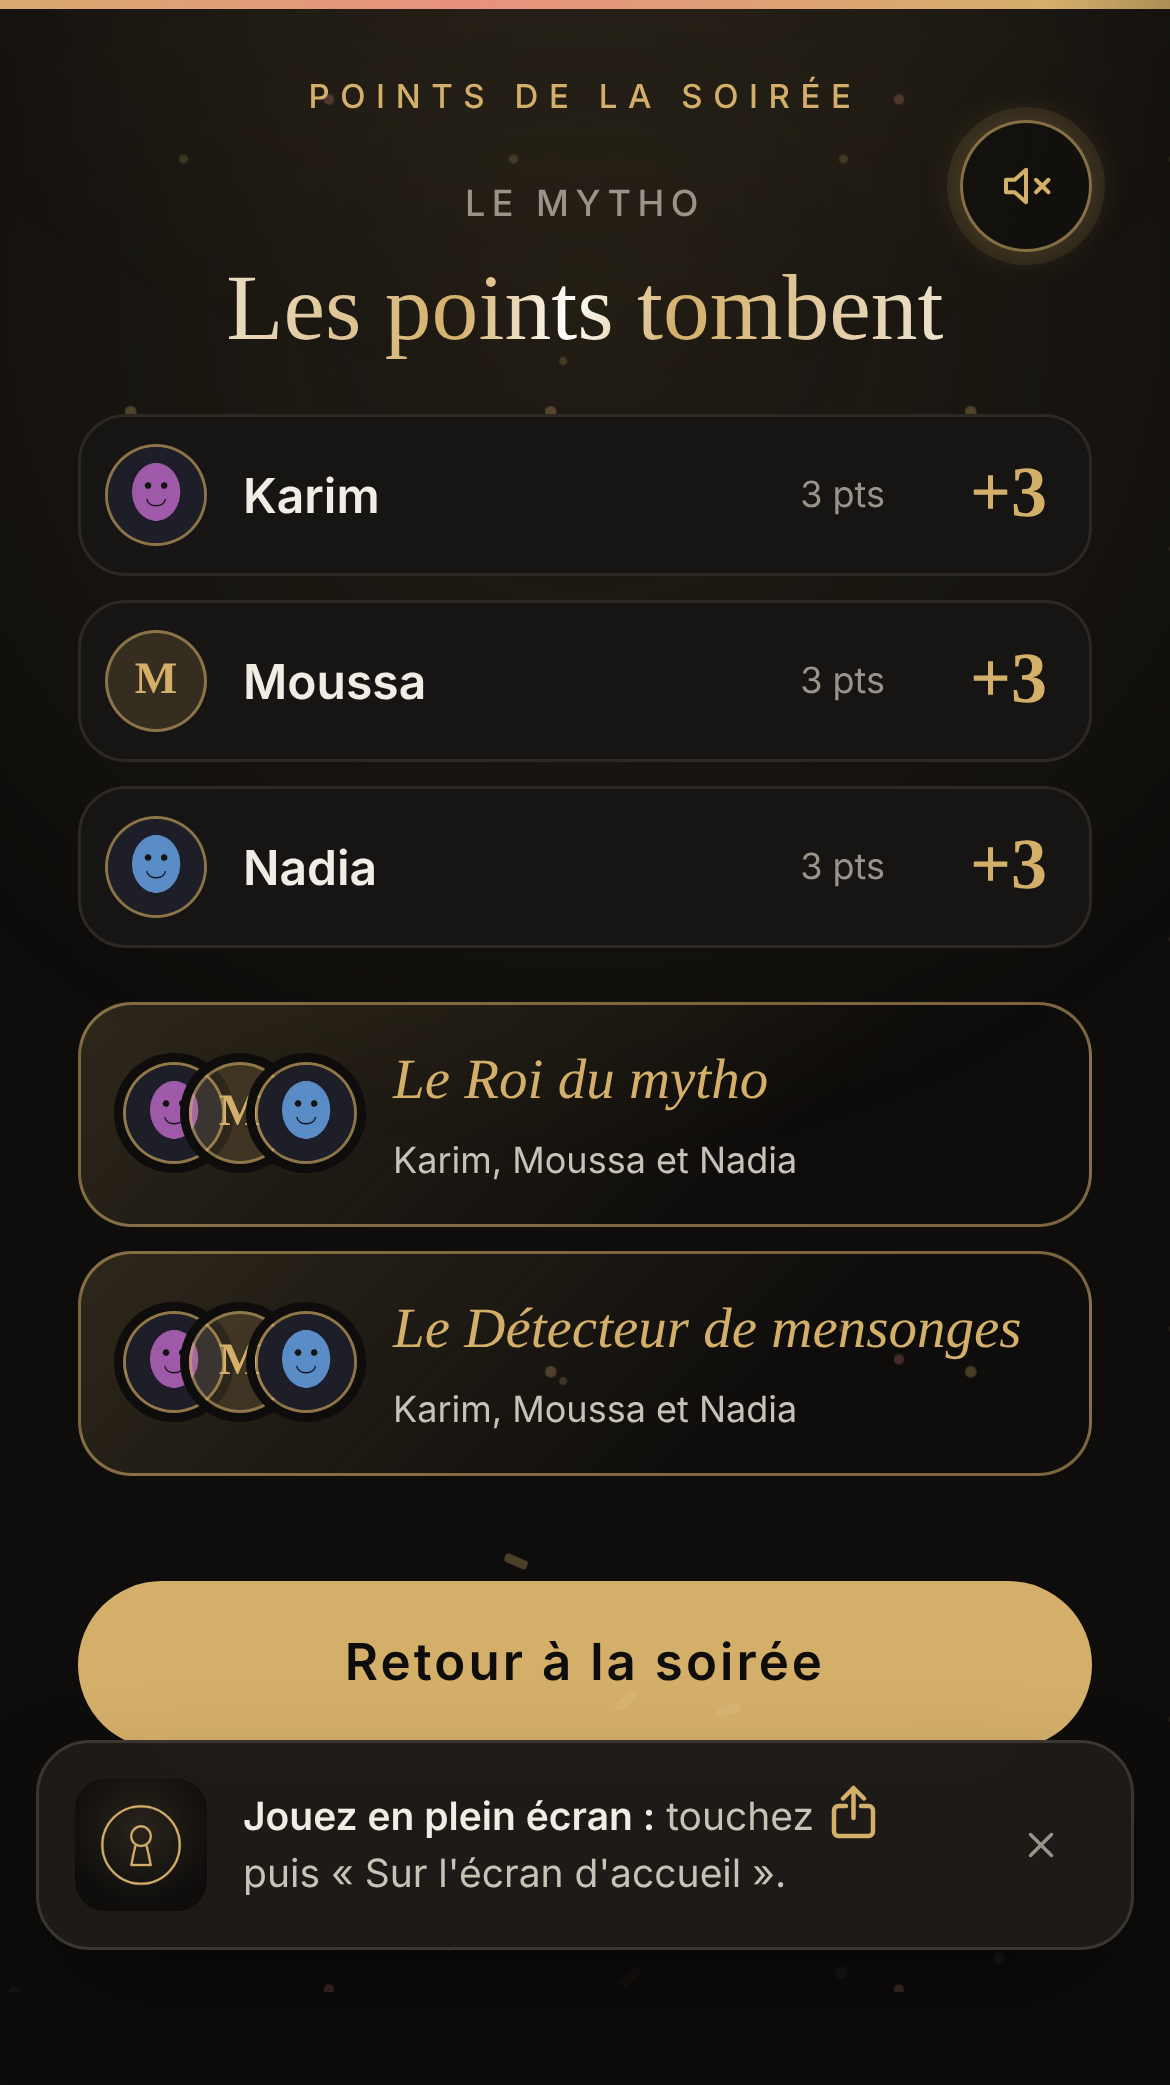 POINTS DE LA SOIRÉE
LE MYTHO
Les points tombent
Karim 3 pts +3
M Moussa 3 pts +3
Nadia 3 pts +3
M
Le Roi du mytho
Karim, Moussa et Nadia
M
Le Détecteur de mensonges
Karim, Moussa et Nadia
Retour à la soirée
Jouez en plein écran : touchez
puis « Sur l'écran d'accueil ».